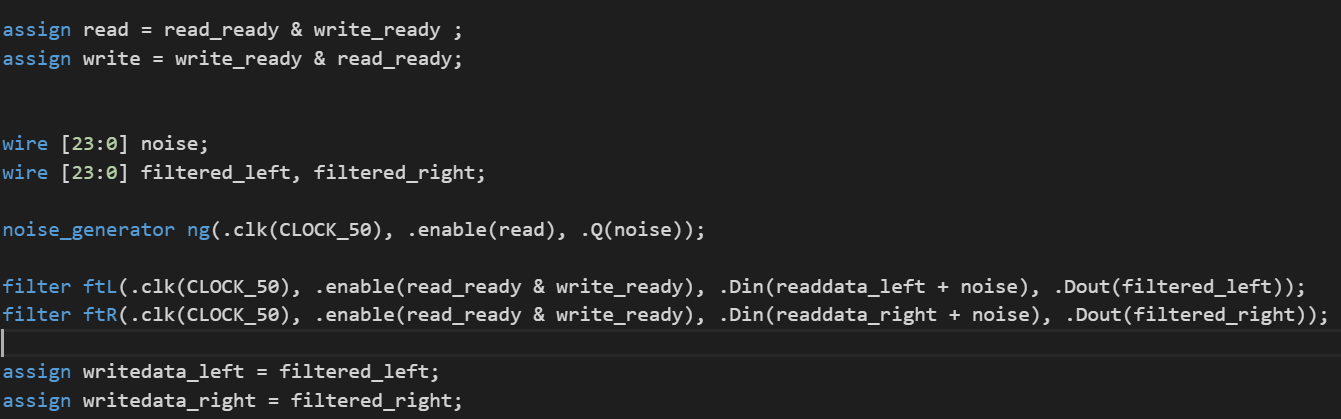 assign read = read_ready & write_ready ;
assign write = write_ready & read_ready;
wire [23:0] noise;
wire [23:0] filtered_left, filtered_right;
noise_generator ng(.clk(CLOCK_50), .enable(read), .Q(noise));
filter ftL(.clk(CLOCK_50), .enable(read_ready & write_ready), .Din(readdata_left + noise), .Dout(filtered_left));
filter ftR(.clk(CLOCK_50), .enable(read_ready & write_ready), .Din(readdata_right + noise), .Dout(filtered_right));
assign writedata_left = filtered_left;
assign writedata_right = filtered_right;